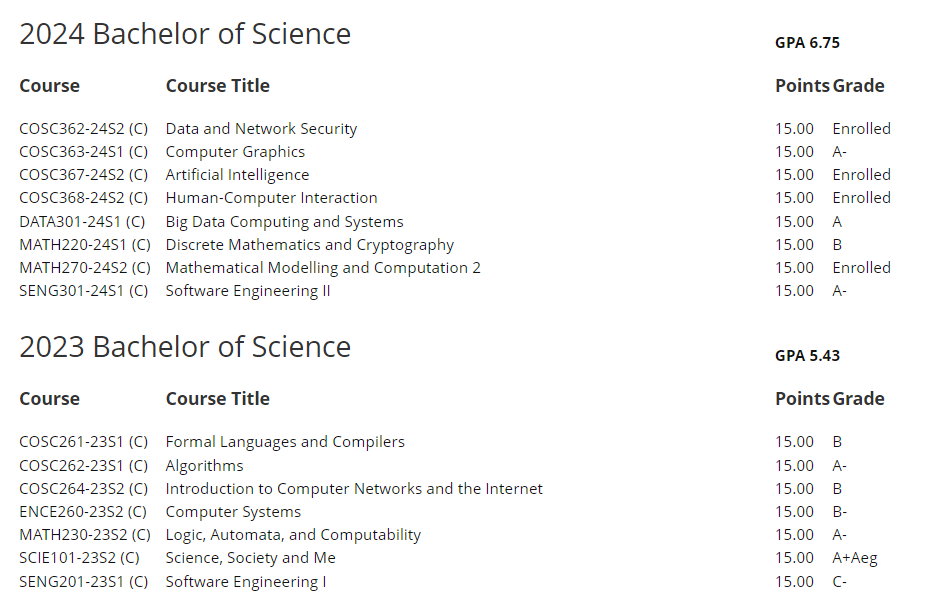 2024 Bachelor of Science GPA 6.75
Course Course Title Points Grade
COSC362-24S2 (C) Data and Network Security 15.00 Enrolled
COSC363-24S1 (C) Computer Graphics 15.00 A-
COSC367-24S2 (C) Artificial Intelligence 15.00 Enrolled
COSC368-24S2 (C) Human-Computer Interaction 15.00 Enrolled
DATA301-24S1 (C) Big Data Computing and Systems 15.00 A
MATH220-24S1 (C) Discrete Mathematics and Cryptography 15.00 B
MATH270-24S2 (C) Mathematical Modelling and Computation 2 15.00 Enrolled
SENG301-24S1 (C) Software Engineering II 15.00 A-
2023 Bachelor of Science GPA 5.43
Course Course Title Points Grade
COSC261-23S1 (C) Formal Languages and Compilers 15.00 B
COSC262-23S1 (C) Algorithms 15.00 A-
COSC264-23S2 (C) Introduction to Computer Networks and the Internet 15.00 B
ENCE260-23S2 (C) Computer Systems 15.00 B-
MATH230-23S2 (C) Logic, Automata, and Computability 15.00 A-
SCIE101-23S2 (C) Science, Society and Me 15.00 A+Aeg
SENG201-23S1 (C) Software Engineering I 15.00 C-